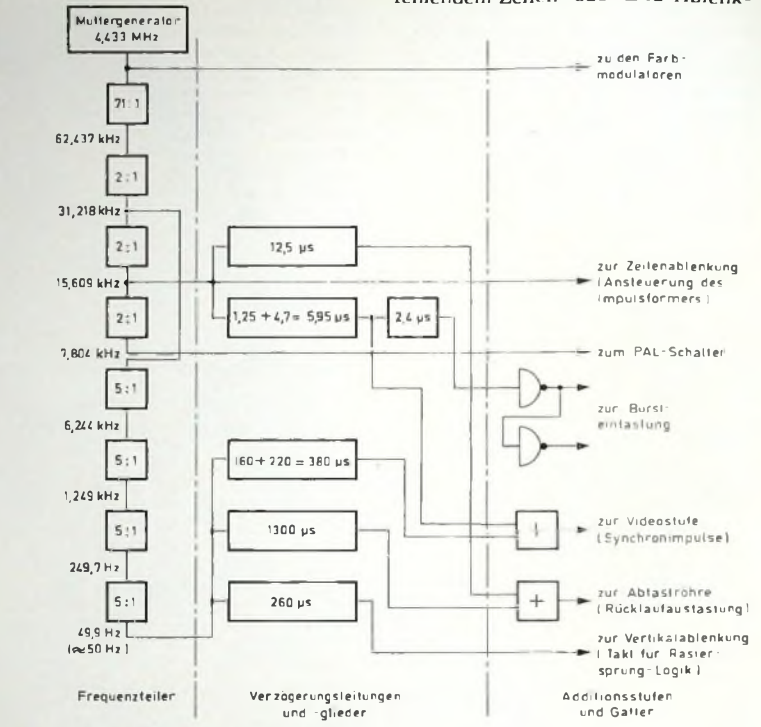 Muttergenerator
4,433 MHz
zu den Farb-
modulatoren
71:1
62,437 kHz
2:1
31,218 kHz
2:1
12,5 µs
15,609 kHz
zur Zeilenablenkung
(Ansteuerung des
Impulsformers)
2:1
1,25 + 4,7 = 5,95 µs
2,4 µs
7,804 kHz
zum PAL-Schalter
5:1
zur Burst-
eintastung
6,244 kHz
5:1
160 + 220 = 380 µs
1,249 kHz
5:1
1300 µs
zur Videostufe
(Synchronimpulse)
249,7 Hz
5:1
260 µs
+
zur Abtaströhre
(Rücklaufaustastung)
49,9 Hz
(≈50 Hz)
zur Vertikalablenkung
(Takt für Raster-
sprung-Logik)
Frequenzteiler
Verzögerungsleitungen
und -glieder
Additionsstufen
und Gatter